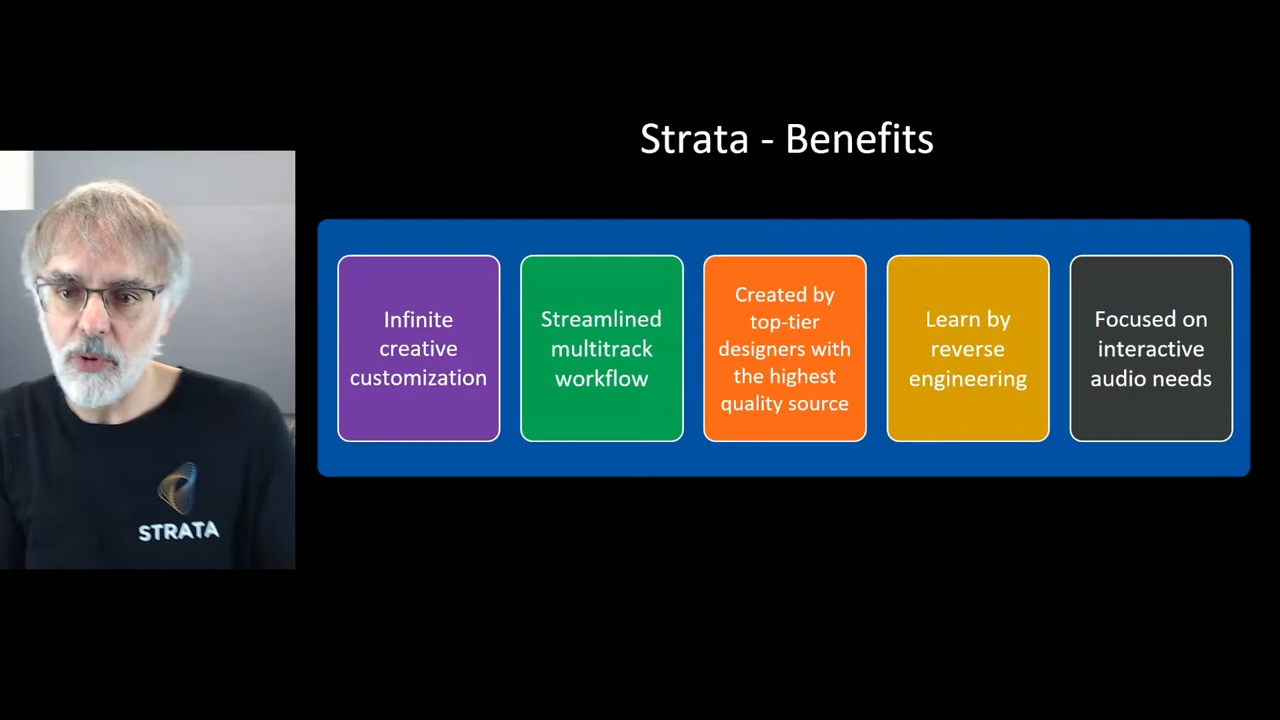 Strata - Benefits
Infinite
creative
customization
Streamlined
multitrack
workflow
Created by
top-tier
designers with
the highest
quality source
Learn by
reverse
engineering
Focused on
interactive
audio needs
STRATA